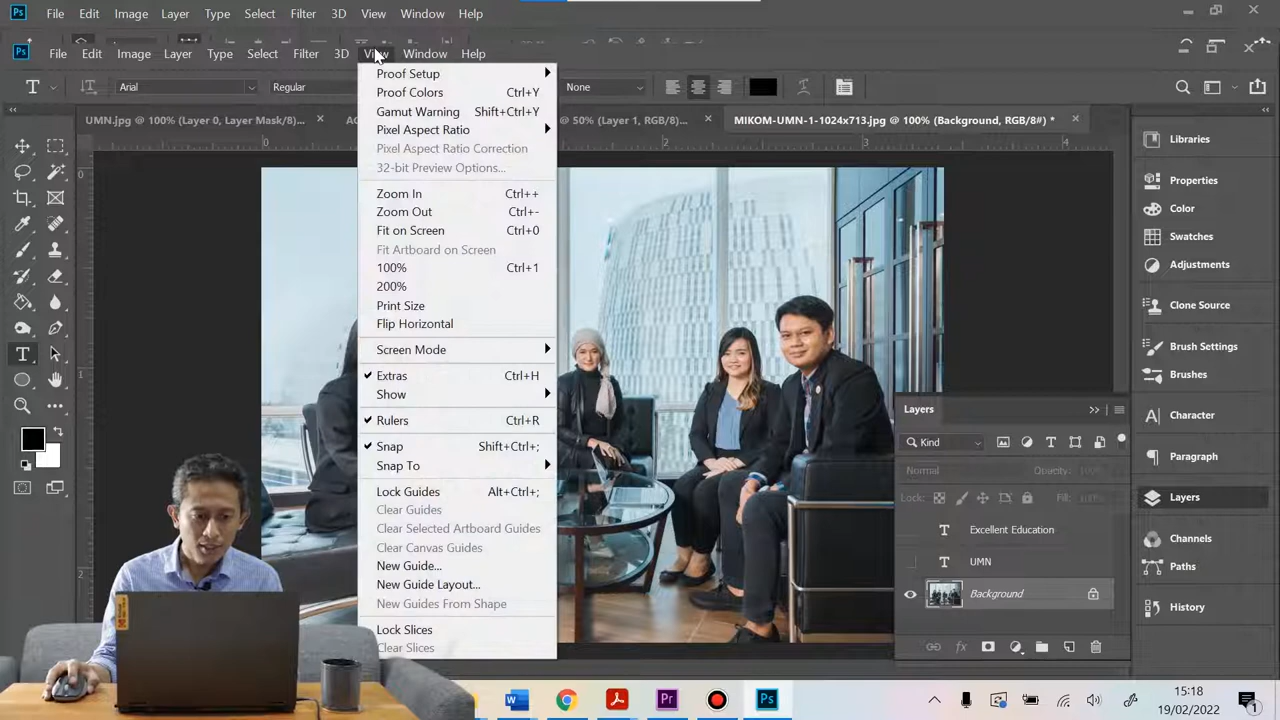 Ps File Edit Image Layer Type Select Filter 3D View Window Help
Ps File Edit Image Layer Type Select Filter 3D View Window Help
T Arial Regular None
UMN.jpg @ 100% (Layer 0, Layer Mask/8)... × @ 50% (Layer 1, RGB/8)... × MIKOM-UMN-1-1024x713.jpg @ 100% (Background, RGB/8#) * ×
0 2 3 4
0
1
Proof Setup
Proof Colors Ctrl+Y
Gamut Warning Shift+Ctrl+Y
Pixel Aspect Ratio
Pixel Aspect Ratio Correction
32-bit Preview Options...
Zoom In Ctrl++
Zoom Out Ctrl+-
Fit on Screen Ctrl+0
Fit Artboard on Screen
100% Ctrl+1
200%
Print Size
Flip Horizontal
Screen Mode
Extras Ctrl+H
Show
Rulers Ctrl+R
Snap Shift+Ctrl+;
Snap To
Lock Guides Alt+Ctrl+;
Clear Guides
Clear Selected Artboard Guides
Clear Canvas Guides
New Guide...
New Guide Layout...
New Guides From Shape
Lock Slices
Clear Slices
Layers
Kind
Normal Opacity: 100%
Lock: Fill: 100%
T Excellent Education
T UMN
Background
Libraries
Properties
Color
Swatches
Adjustments
Clone Source
Brush Settings
Brushes
Character
Paragraph
Layers
Channels
Paths
History
15:18
19/02/2022